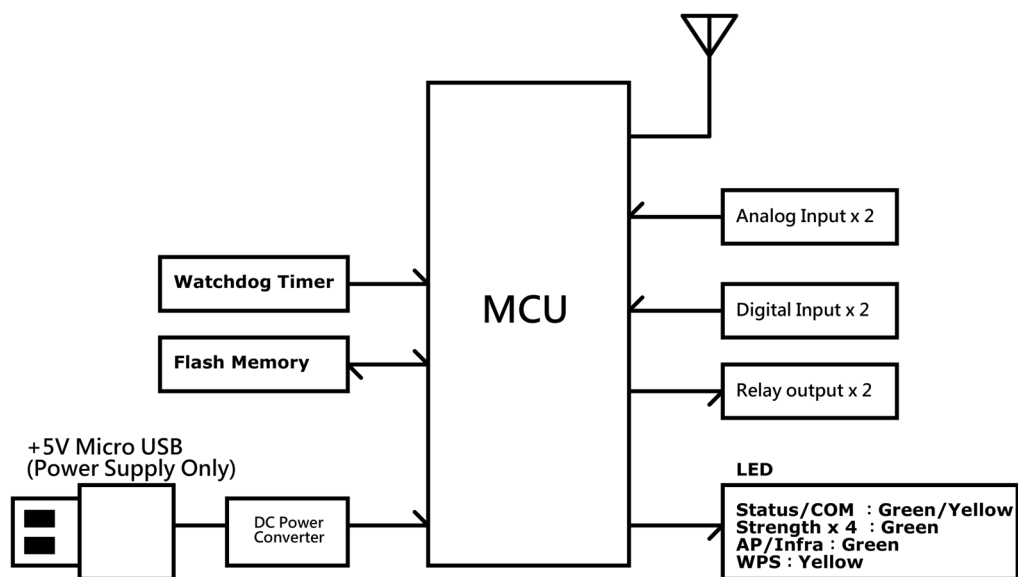 Analog Input x 2
Watchdog Timer
MCU
Digital Input x 2
Flash Memory
Relay output x 2
+5V Micro USB
(Power Supply Only)
DC Power
Converter
LED
Status/COM：Green/Yellow
Strength x 4：Green
AP/Infra：Green
WPS：Yellow